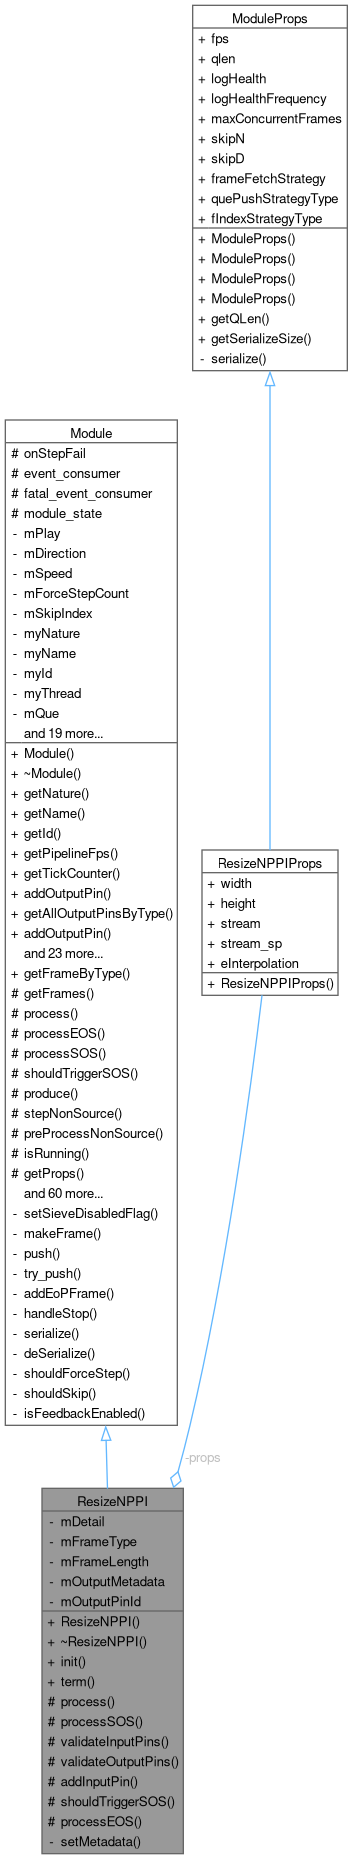 ModuleProps
+ fps
+ qlen
+ logHealth
+ logHealthFrequency
+ maxConcurrentFrames
+ skipN
+ skipD
+ frameFetchStrategy
+ quePushStrategyType
+ fIndexStrategyType
+ ModuleProps()
+ ModuleProps()
+ ModuleProps()
+ ModuleProps()
+ getQLen()
+ getSerializeSize()
- serialize()
Module
# onStepFail
# event_consumer
# fatal_event_consumer
# module_state
- mPlay
- mDirection
- mSpeed
- mForceStepCount
- mSkipIndex
- myNature
- myName
- myId
- myThread
- mQue
and 19 more...
+ Module()
+ ~Module()
+ getNature()
+ getName()
+ getId()
+ getPipelineFps()
+ getTickCounter()
+ addOutputPin()
+ getAllOutputPinsByType()
+ addOutputPin()
and 23 more...
+ getFrameByType()
# getFrames()
# process()
# processEOS()
# processSOS()
# shouldTriggerSOS()
# produce()
# stepNonSource()
# preProcessNonSource()
# isRunning()
# getProps()
and 60 more...
- setSieveDisabledFlag()
- makeFrame()
- push()
- try_push()
- addEoPFrame()
- handleStop()
- serialize()
- deSerialize()
- shouldForceStep()
- shouldSkip()
- isFeedbackEnabled()
ResizeNPPIProps
+ width
+ height
+ stream
+ stream_sp
+ eInterpolation
+ ResizeNPPIProps()
-props
ResizeNPPI
- mDetail
- mFrameType
- mFrameLength
- mOutputMetadata
- mOutputPinId
+ ResizeNPPI()
+ ~ResizeNPPI()
+ init()
+ term()
# process()
# processSOS()
# validateInputPins()
# validateOutputPins()
# addInputPin()
# shouldTriggerSOS()
# processEOS()
- setMetadata()